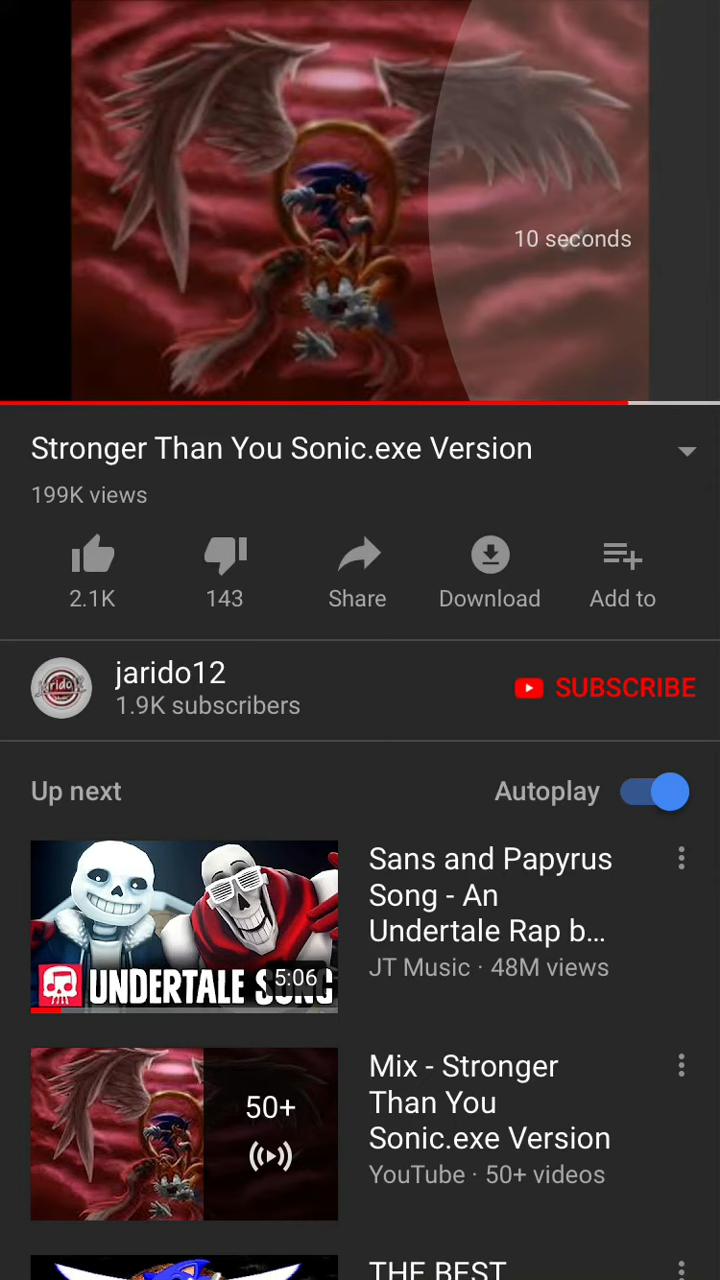 10 seconds
Stronger Than You Sonic.exe Version
199K views
2.1K
143
Share
Download
Add to
jarido12
1.9K subscribers
SUBSCRIBE
Up next
Autoplay
Sans and Papyrus
Song - An
Undertale Rap b...
JT Music · 48M views
UNDERTALE SONG
5:06
Mix - Stronger
Than You
Sonic.exe Version
YouTube · 50+ videos
50+
THE BEST